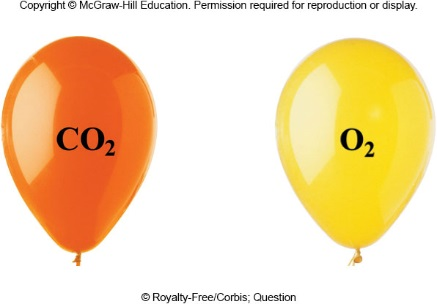 Copyright © McGraw-Hill Education. Permission required for reproduction or display.
CO₂
O₂
© Royalty-Free/Corbis; Question